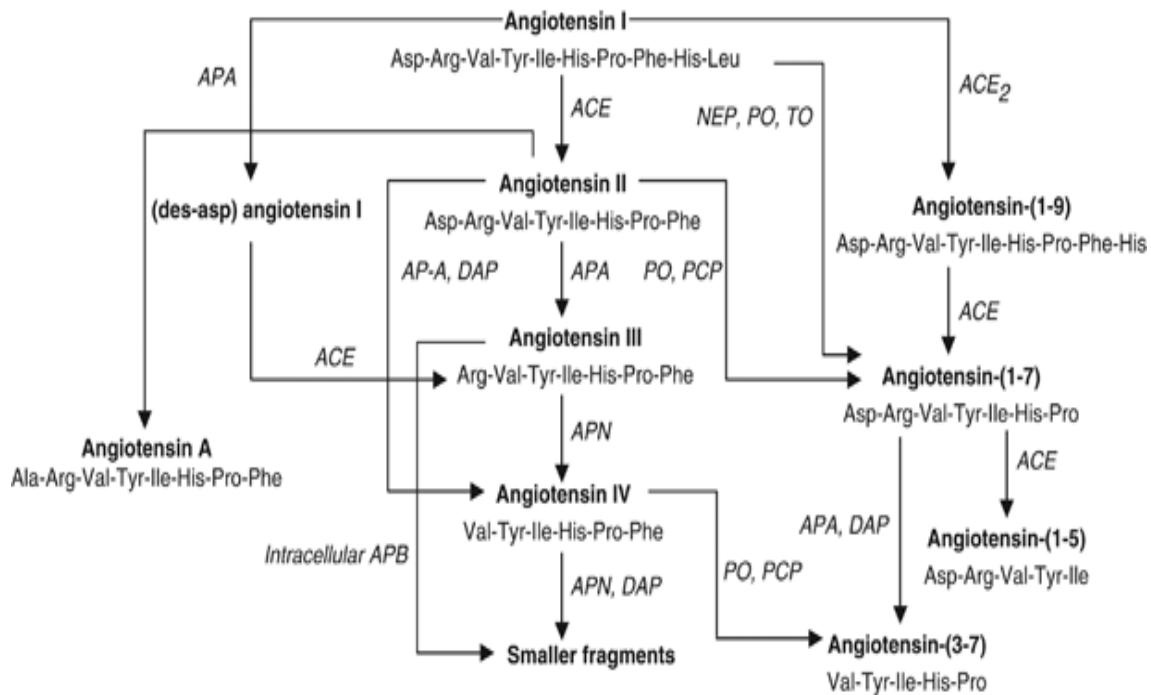 Angiotensin I
Asp-Arg-Val-Tyr-Ile-His-Pro-Phe-His-Leu
APA
ACE
NEP, PO, TO
ACE2
(des-asp) angiotensin I
Angiotensin II
Asp-Arg-Val-Tyr-Ile-His-Pro-Phe
Angiotensin-(1-9)
Asp-Arg-Val-Tyr-Ile-His-Pro-Phe-His
AP-A, DAP
APA
PO, PCP
ACE
ACE
Angiotensin III
Arg-Val-Tyr-Ile-His-Pro-Phe
Angiotensin-(1-7)
Asp-Arg-Val-Tyr-Ile-His-Pro
Angiotensin A
Ala-Arg-Val-Tyr-Ile-His-Pro-Phe
APN
ACE
Angiotensin IV
Val-Tyr-Ile-His-Pro-Phe
APA, DAP
Angiotensin-(1-5)
Asp-Arg-Val-Tyr-Ile
Intracellular APB
APN, DAP
PO, PCP
Smaller fragments
Angiotensin-(3-7)
Val-Tyr-Ile-His-Pro